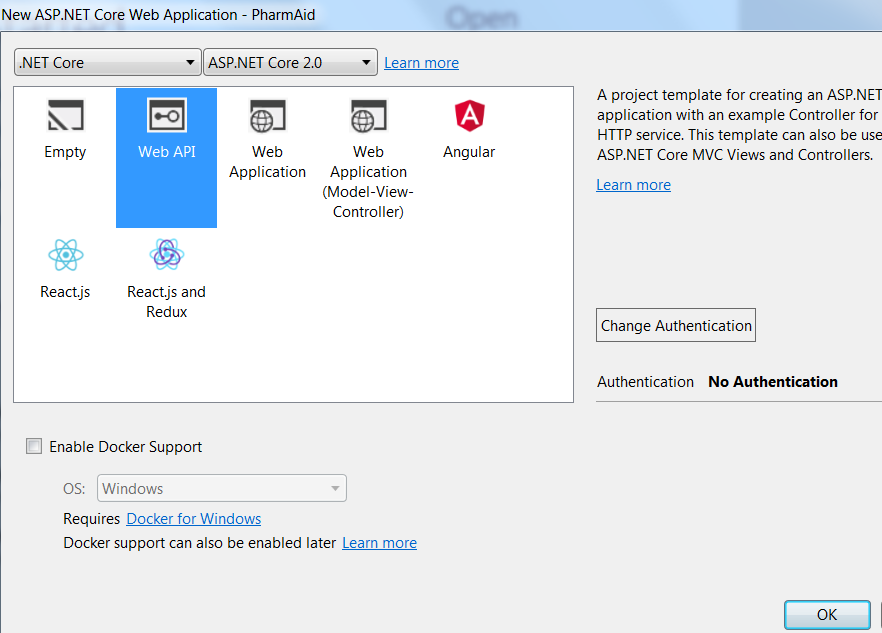 New ASP.NET Core Web Application - PharmAid
Open
.NET Core
ASP.NET Core 2.0
Learn more
Empty
Web API
Web
Application
Web
Application
(Model-View-
Controller)
Angular
React.js
React.js and
Redux
A project template for creating an ASP.NET
application with an example Controller for
HTTP service. This template can also be use
ASP.NET Core MVC Views and Controllers.
Learn more
Change Authentication
Authentication No Authentication
Enable Docker Support
OS: Windows
Requires Docker for Windows
Docker support can also be enabled later Learn more
OK